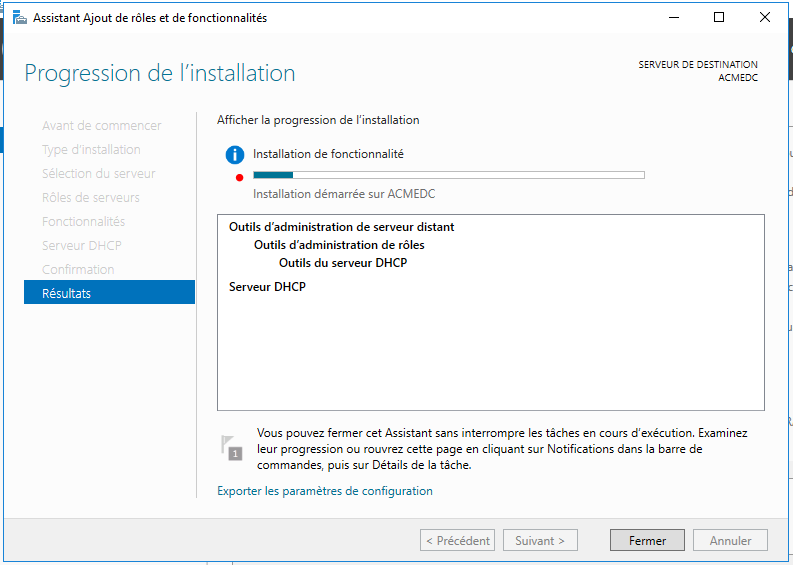 Assistant Ajout de rôles et de fonctionnalités
Progression de l'installation
SERVEUR DE DESTINATION
ACMEDC
Avant de commencer
Type d'installation
Sélection du serveur
Rôles de serveurs
Fonctionnalités
Serveur DHCP
Confirmation
Résultats
Afficher la progression de l'installation
Installation de fonctionnalité
Installation démarrée sur ACMEDC
Outils d'administration de serveur distant
Outils d'administration de rôles
Outils du serveur DHCP
Serveur DHCP
1
Vous pouvez fermer cet Assistant sans interrompre les tâches en cours d'exécution. Examinez
leur progression ou rouvrez cette page en cliquant sur Notifications dans la barre de
commandes, puis sur Détails de la tâche.
Exporter les paramètres de configuration
< Précédent
Suivant >
Fermer
Annuler